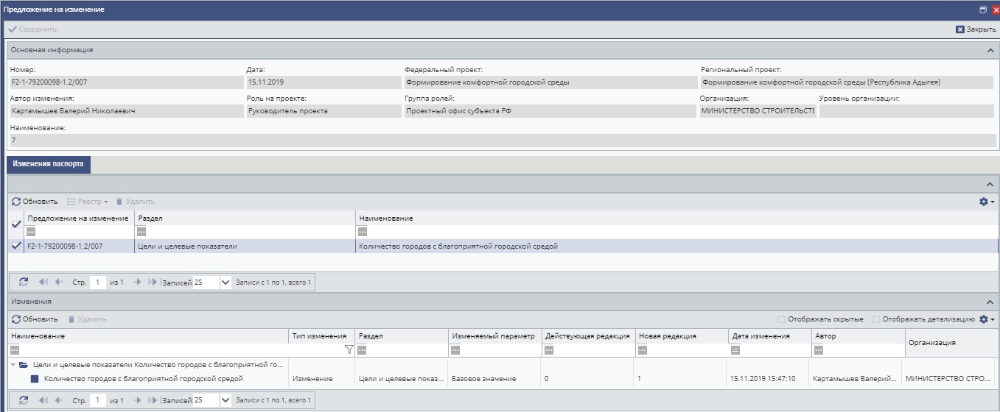 Предложение на изменение
Сохранить Закрыть
Основная информация
Номер: Дата: Федеральный проект: Региональный проект:
F2-1-79200098-1.2/007 15.11.2019 Формирование комфортной городской среды Формирование комфортной городской среды (Республика Адыгея)
Автор изменения: Роль на проекте: Группа ролей: Организация: Уровень организации:
Картамышев Валерий Николаевич Руководитель проекта Проектный офис субъекта РФ МИНИСТЕРСТВО СТРОИТЕЛЬСТВ
Наименование:
7
Изменения паспорта
Обновить Реестр Удалить
Предложение на изменение Раздел Наименование
F2-1-79200098-1.2/007 Цели и целевые показатели Количество городов с благоприятной городской средой
Стр. 1 из 1 Записей: 25 Записи с 1 по 1, всего 1
Изменения
Обновить Удалить Отображать скрытые Отображать детализацию
Наименование Тип изменения Раздел Изменяемый параметр Действующая редакция Новая редакция Дата изменения Автор Организация
Цели и целевые показатели Количество городов с благоприятной го...
Количество городов с благоприятной городской средой Изменение Цели и целевые показ... Базовое значение 0 1 15.11.2019 15:47:10 Картамышев Валерий... МИНИСТЕРСТВО СТРО...
Стр. 1 из 1 Записей: 25 Записи с 1 по 1, всего 1